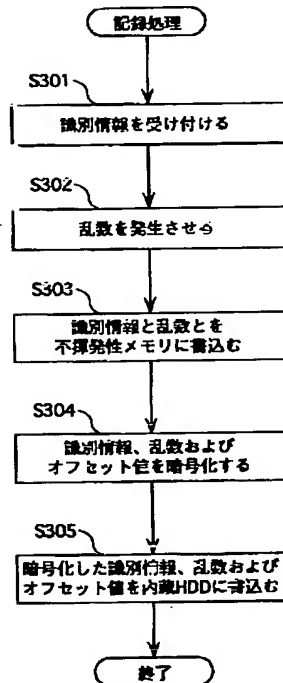 記録処理
S301
識別情報を受け付ける
S302
乱数を発生させる
S303
識別情報と乱数とを
不揮発性メモリに書込む
S304
識別情報、乱数および
オフセット値を暗号化する
S305
暗号化した識別情報、乱数および
オフセット値を内蔵HDDに書込む
終了